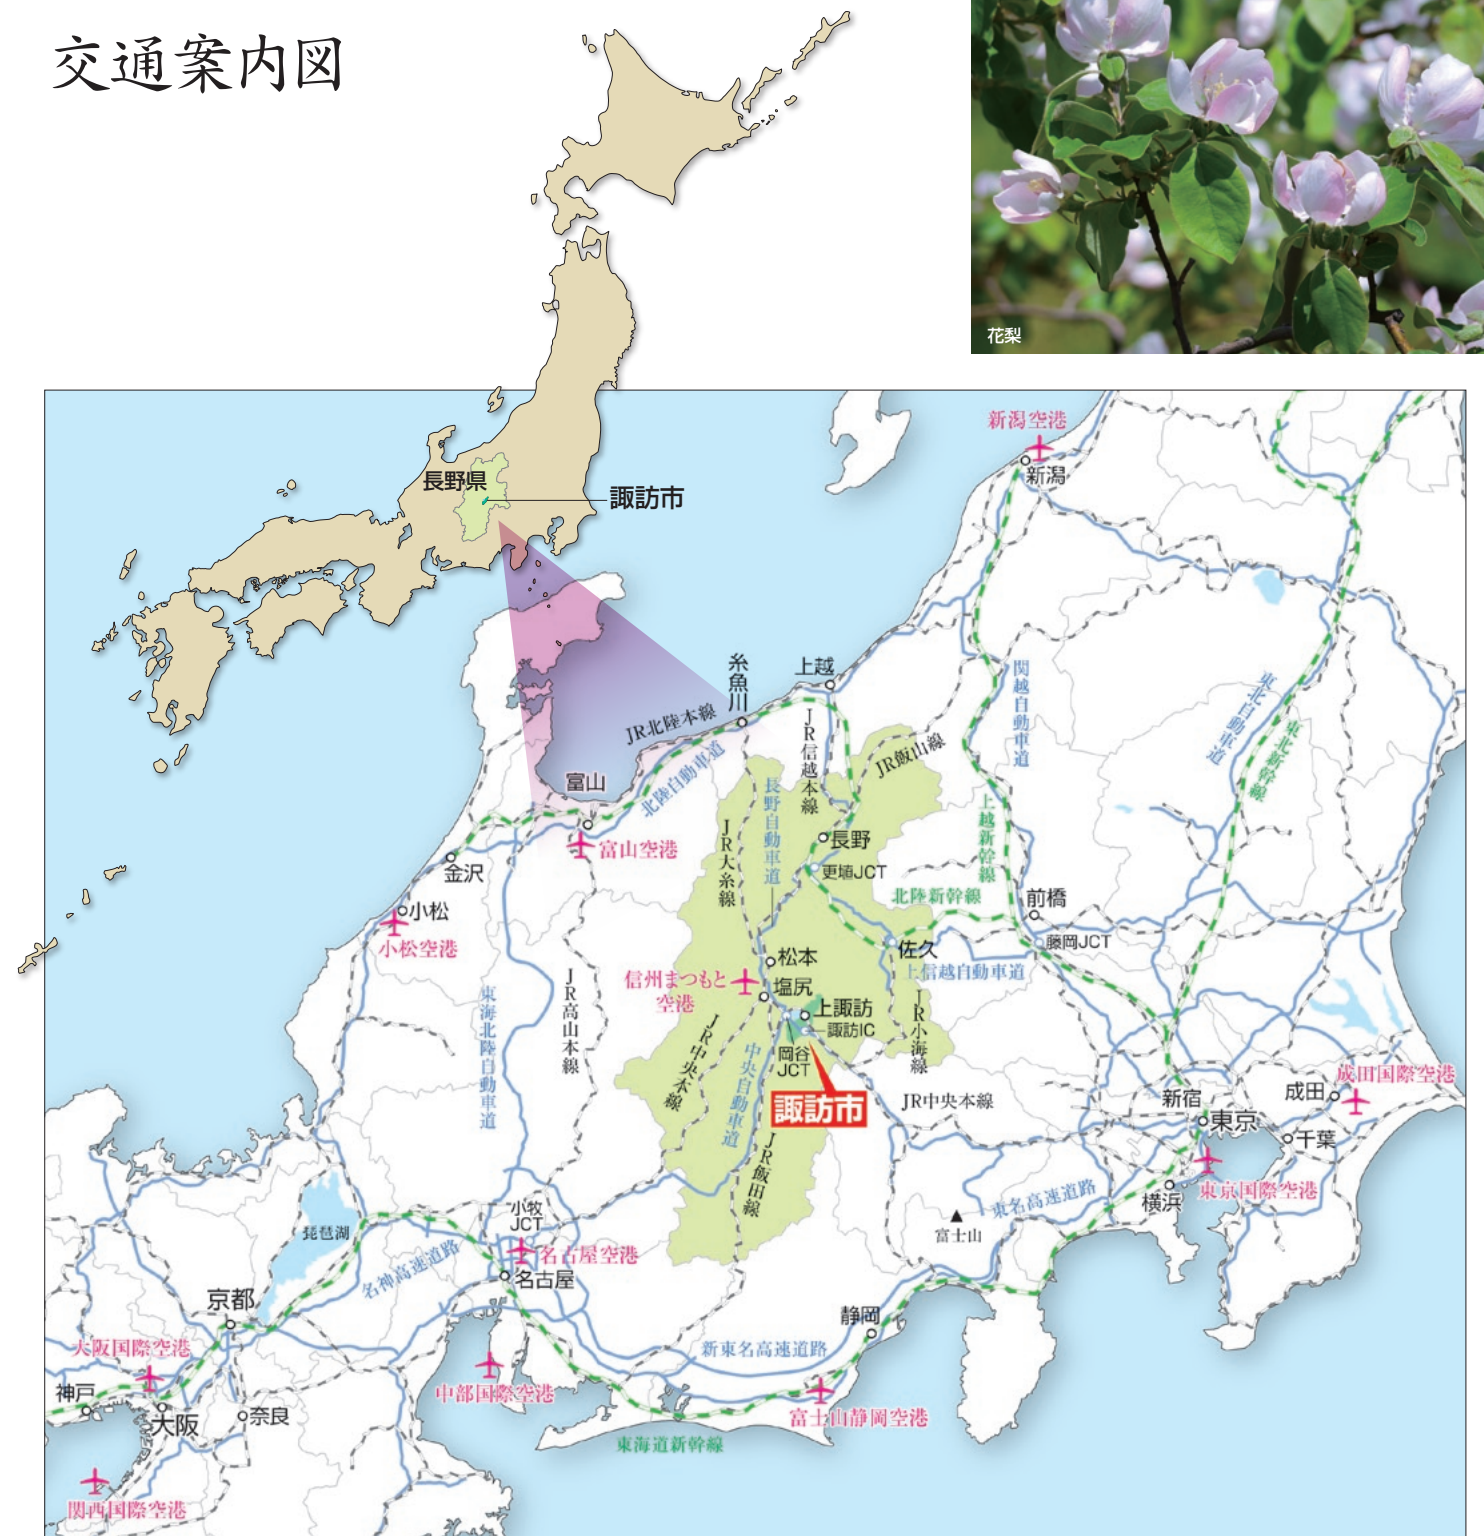 交通案内図
花梨
長野県
諏訪市
新潟空港
新潟
糸魚川
上越
JR北陸本線
北陸自動車道
JR信越本線
JR飯山線
関越自動車道
東北自動車道
東北新幹線
富山
富山空港
長野自動車道
JR大糸線
上越新幹線
長野
更埴JCT
北陸新幹線
前橋
金沢
小松
小松空港
藤岡JCT
佐久
上信越自動車道
松本
信州まつもと
空港
塩尻
上諏訪
諏訪IC
岡谷
JCT
諏訪市
JR小海線
東海北陸自動車道
JR高山本線
JR中央本線
中央自動車道
JR飯田線
JR中央本線
新宿
東京
成田
成田国際空港
千葉
東京国際空港
横浜
東名高速道路
富士山
小牧
JCT
名古屋空港
名古屋
琵琶湖
名神高速道路
京都
大阪国際空港
神戸
大阪
奈良
関西国際空港
中部国際空港
静岡
新東名高速道路
富士山静岡空港
東海道新幹線